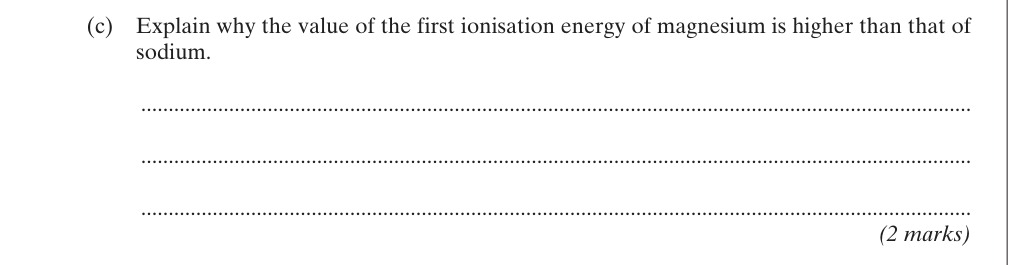 (c) Explain why the value of the first ionisation energy of magnesium is higher than that of
sodium.
(2 marks)